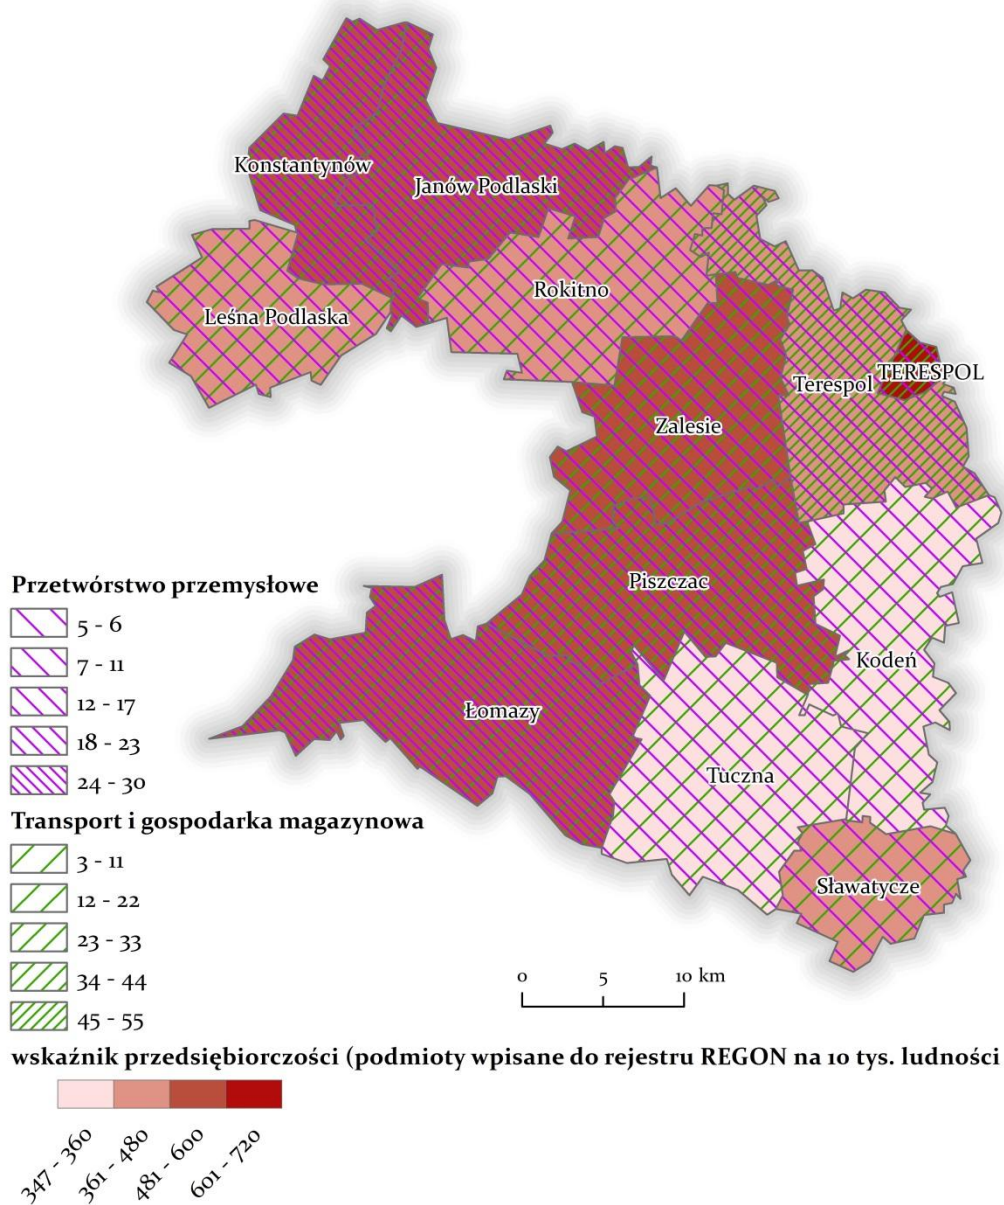 Konstantynów
Janów Podlaski
Rokitno
Leśna Podlaska
TERESPOL
Terespol
Zalesie
Piszczac
Kodeń
Łomazy
Tuczna
Sławatycze
Przetwórstwo przemysłowe
5 - 6
7 - 11
12 - 17
18 - 23
24 - 30
Transport i gospodarka magazynowa
3 - 11
12 - 22
23 - 33
34 - 44
45 - 55
0 5 10 km
wskaźnik przedsiębiorczości (podmioty wpisane do rejestru REGON na 10 tys. ludności
347 - 360
361 - 480
481 - 600
601 - 720